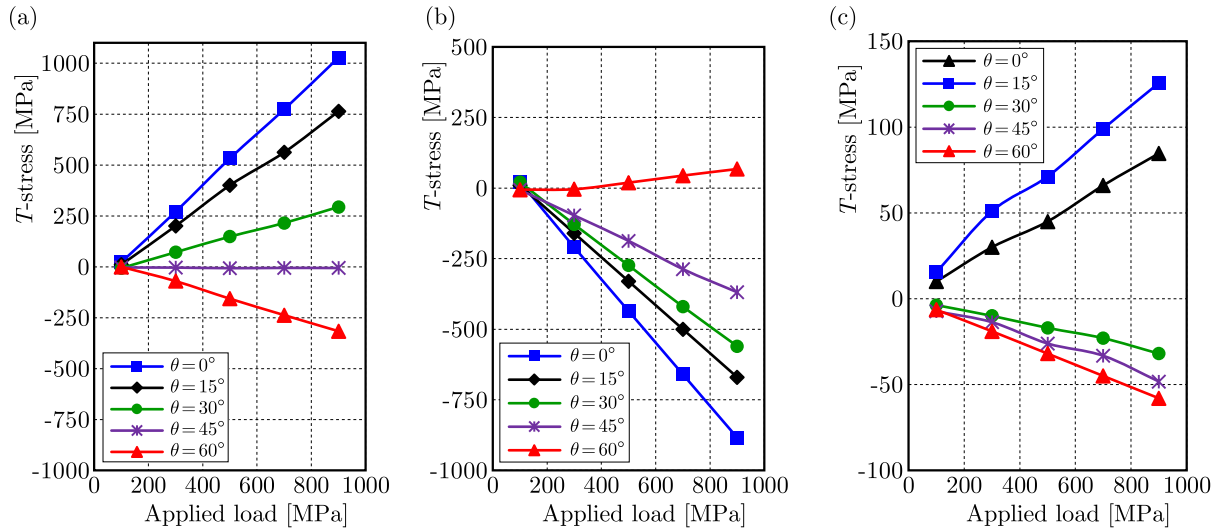 (a)
T-stress [MPa]
1000
750
500
250
0
-250
-500
-750
-1000
θ = 0°
θ = 15°
θ = 30°
θ = 45°
θ = 60°
0 200 400 600 800 1000
Applied load [MPa]
(b)
T-stress [MPa]
500
250
0
-250
-500
-750
-1000
θ = 0°
θ = 15°
θ = 30°
θ = 45°
θ = 60°
0 200 400 600 800 1000
Applied load [MPa]
(c)
T-stress [MPa]
150
100
50
0
-50
-100
θ = 0°
θ = 15°
θ = 30°
θ = 45°
θ = 60°
0 200 400 600 800 1000
Applied load [MPa]